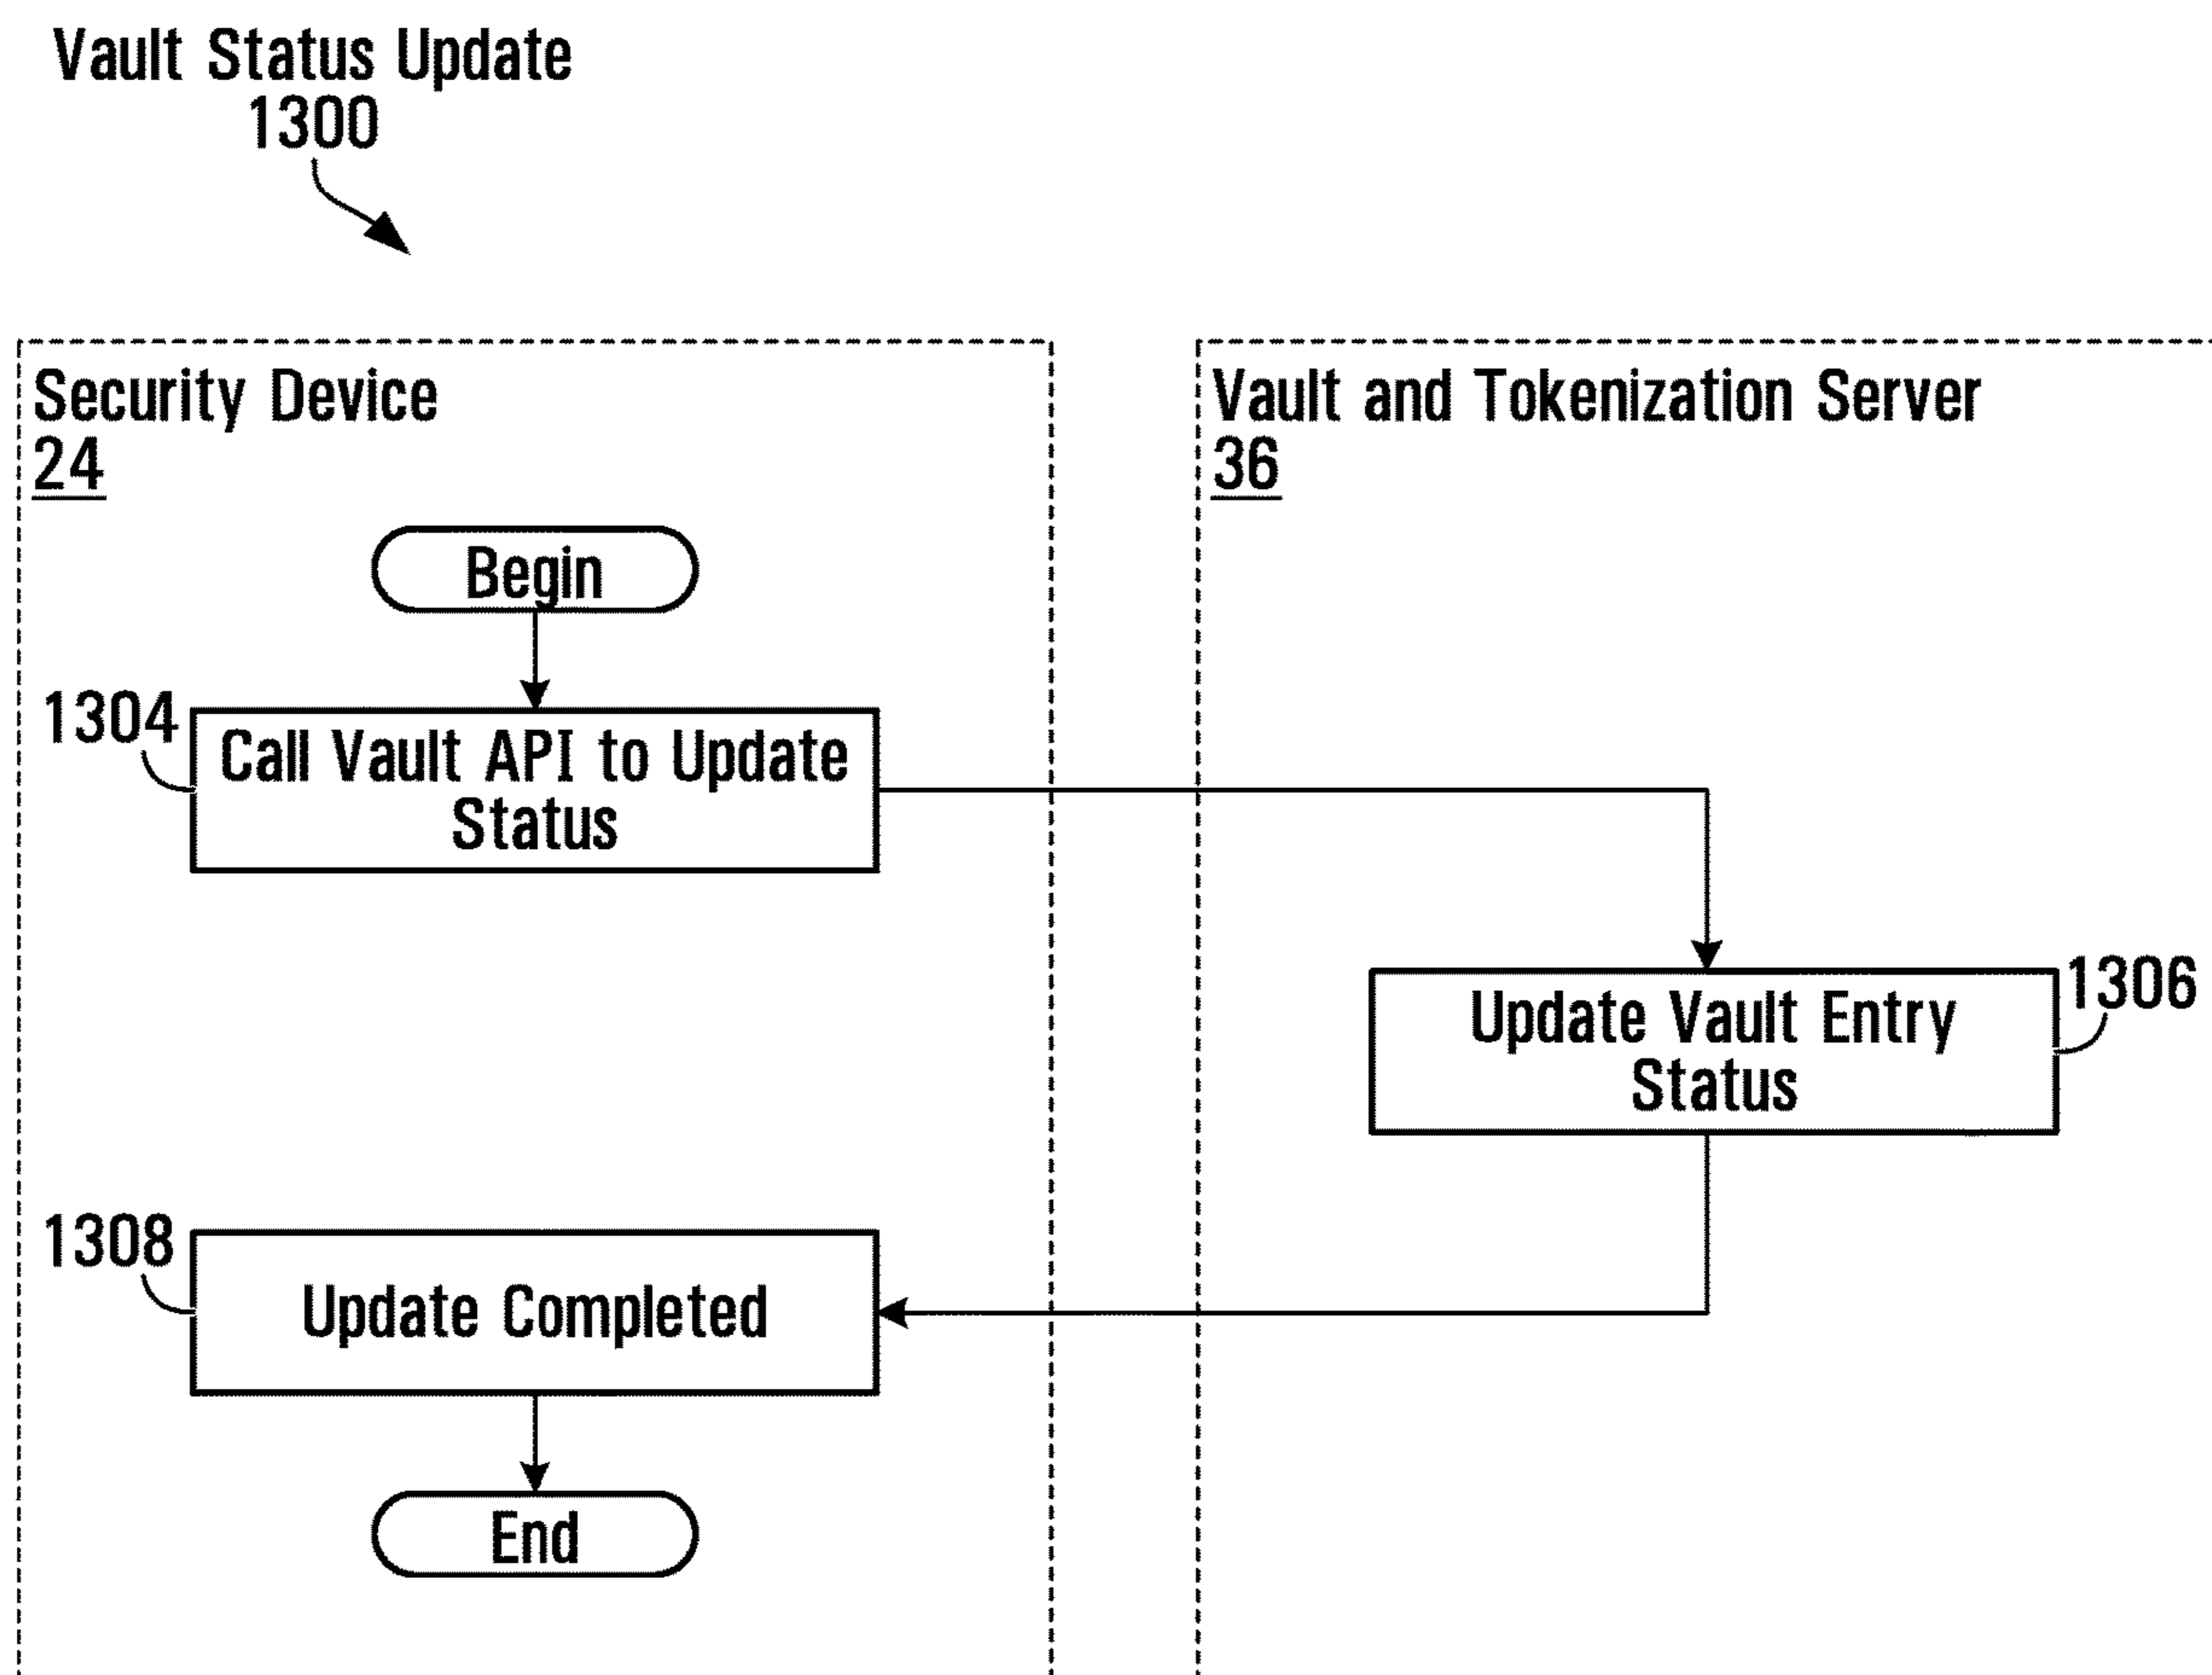 Vault Status Update
1300
Security Device
24
Vault and Tokenization Server
36
Begin
1304
Call Vault API to Update
Status
1306
Update Vault Entry
Status
1308
Update Completed
End